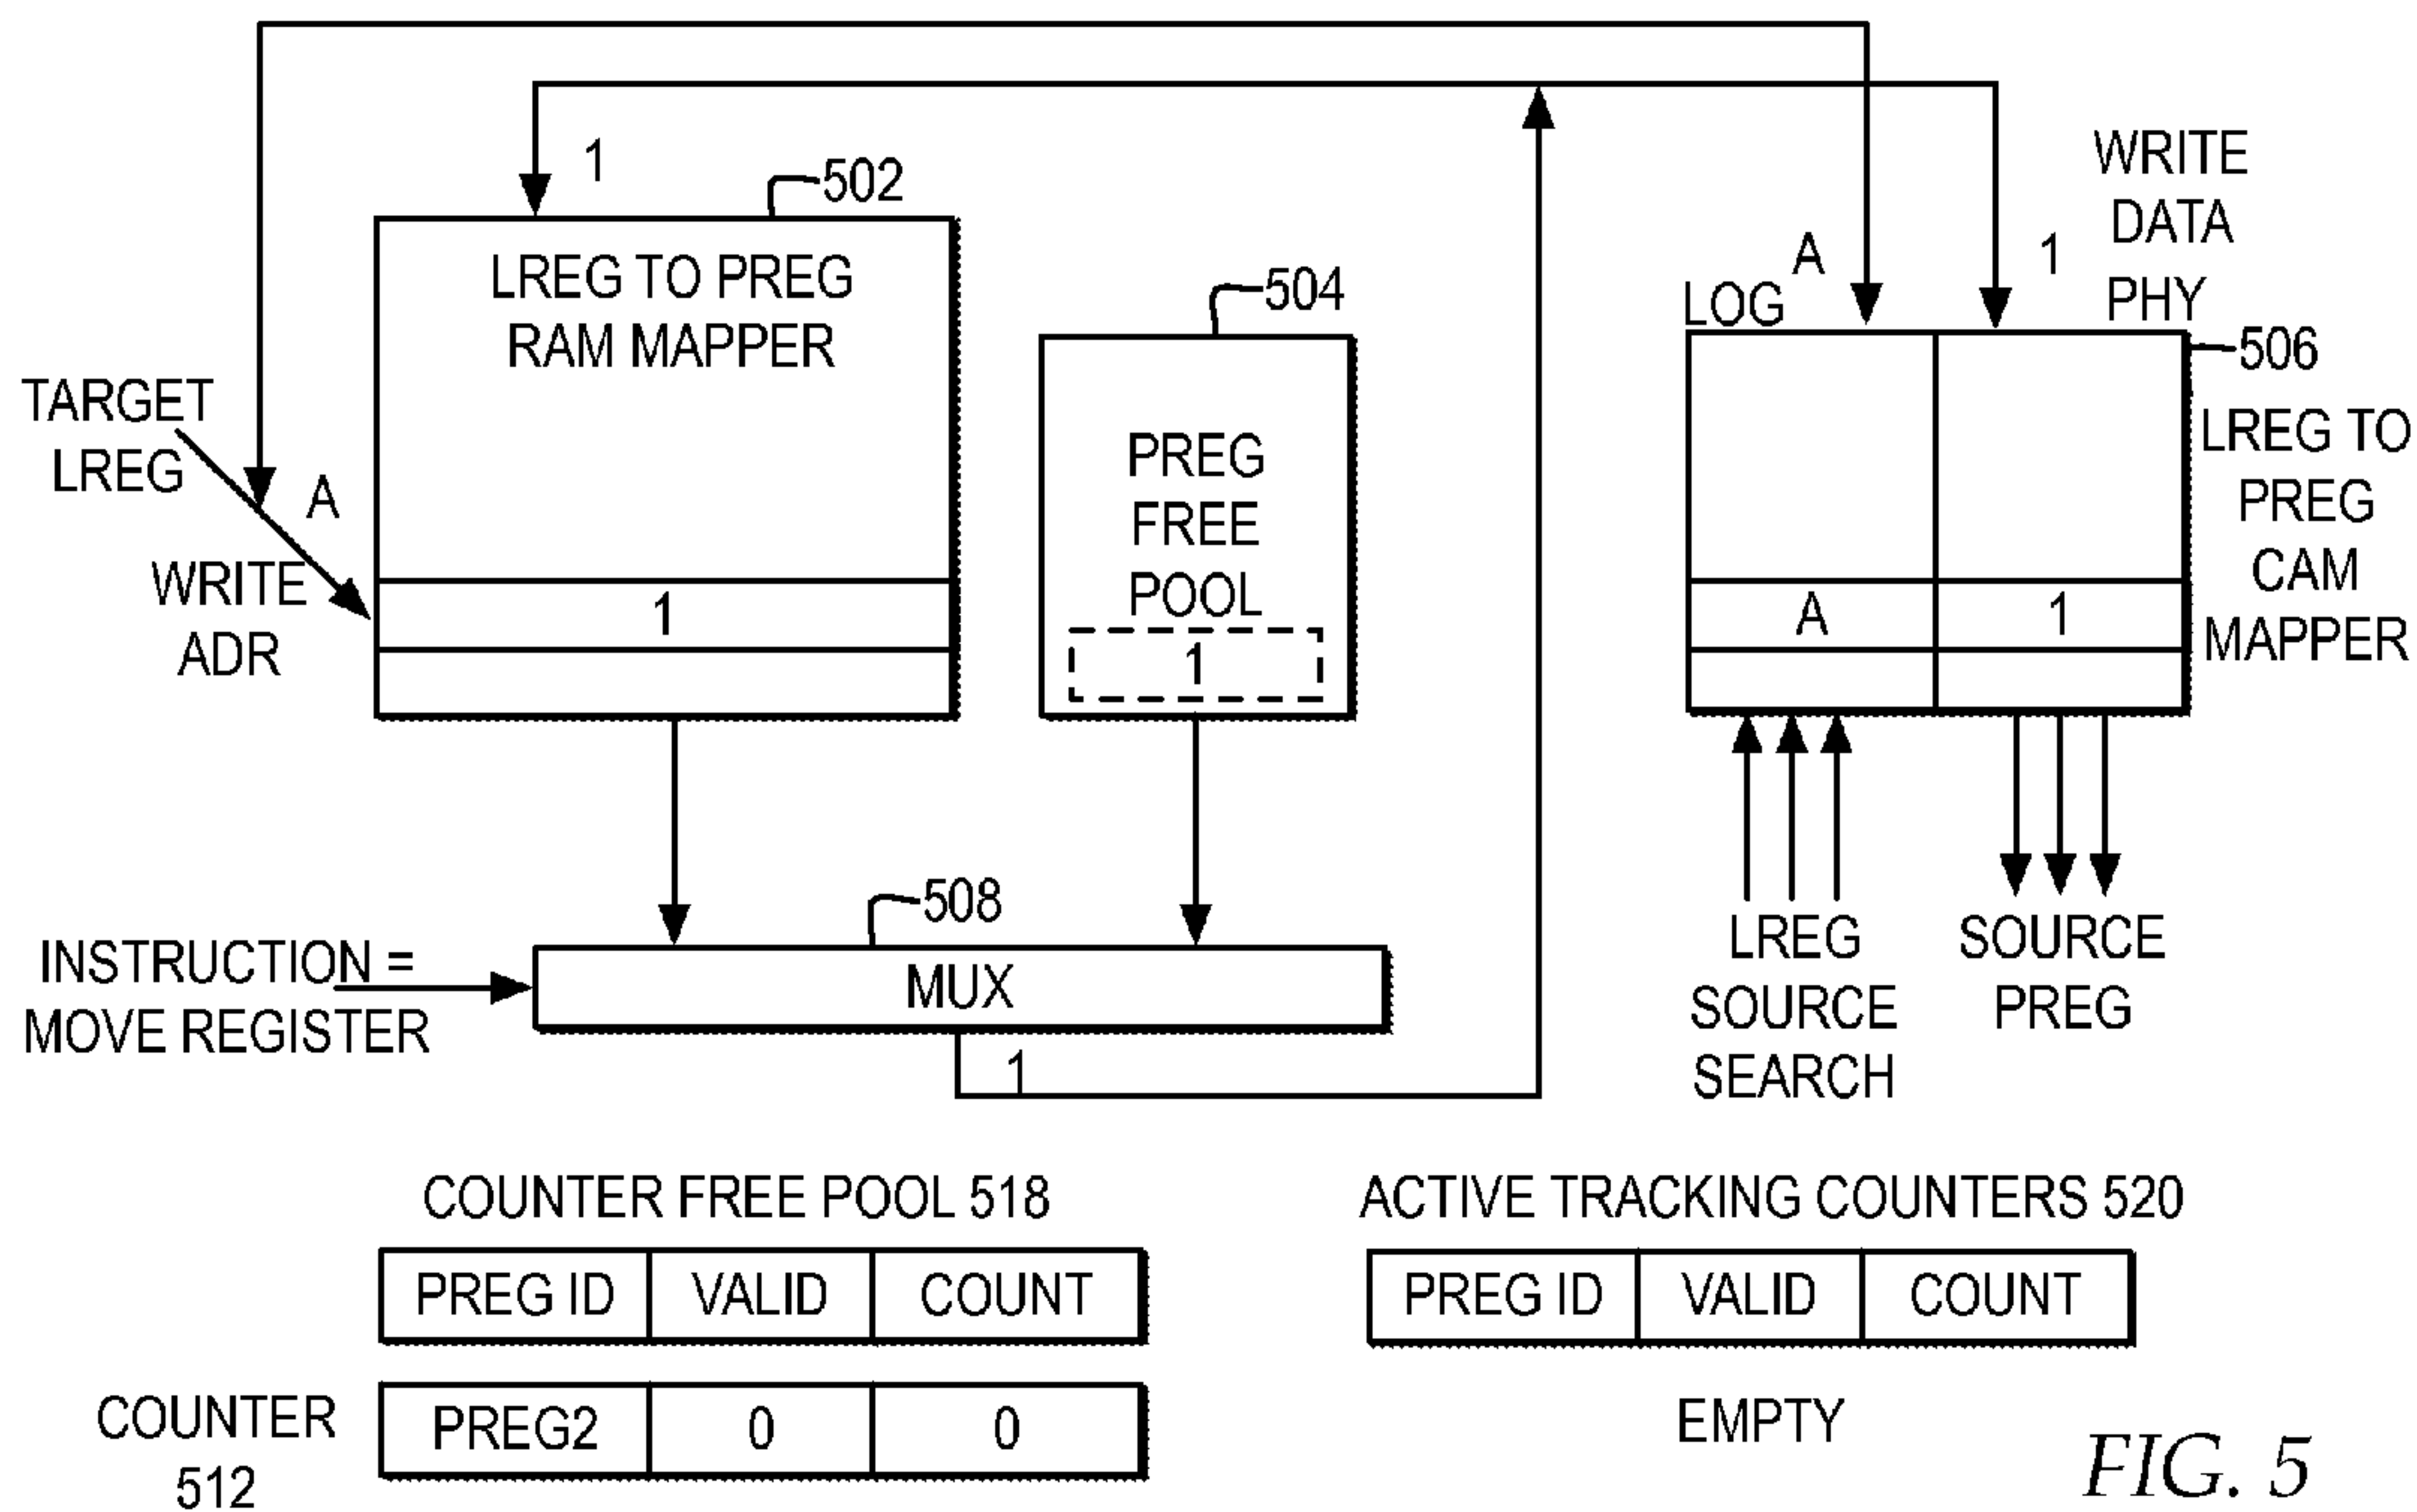 1
502
WRITE
DATA
PHY
A
1
LOG
LREG TO PREG
RAM MAPPER
504
506
TARGET
LREG
A
WRITE
ADR
1
PREG
FREE
POOL
1
LREG TO
PREG
CAM
MAPPER
A
1
508
INSTRUCTION =
MOVE REGISTER
MUX
1
LREG
SOURCE
SEARCH
SOURCE
PREG
COUNTER FREE POOL 518
PREG ID VALID COUNT
COUNTER
512
PREG2 0 0
ACTIVE TRACKING COUNTERS 520
PREG ID VALID COUNT
EMPTY
FIG. 5